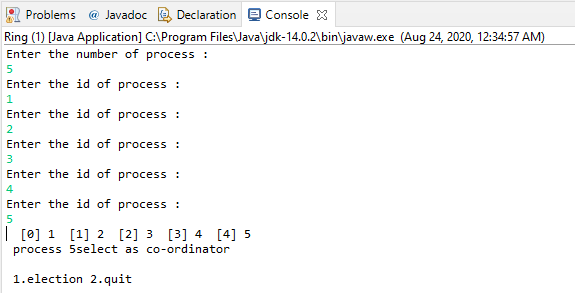 Problems @ Javadoc Declaration Console
Ring (1) [Java Application] C:\Program Files\Java\jdk-14.0.2\bin\javaw.exe (Aug 24, 2020, 12:34:57 AM)
Enter the number of process :
5
Enter the id of process :
1
Enter the id of process :
2
Enter the id of process :
3
Enter the id of process :
4
Enter the id of process :
5
[0] 1 [1] 2 [2] 3 [3] 4 [4] 5
process 5select as co-ordinator
1.election 2.quit